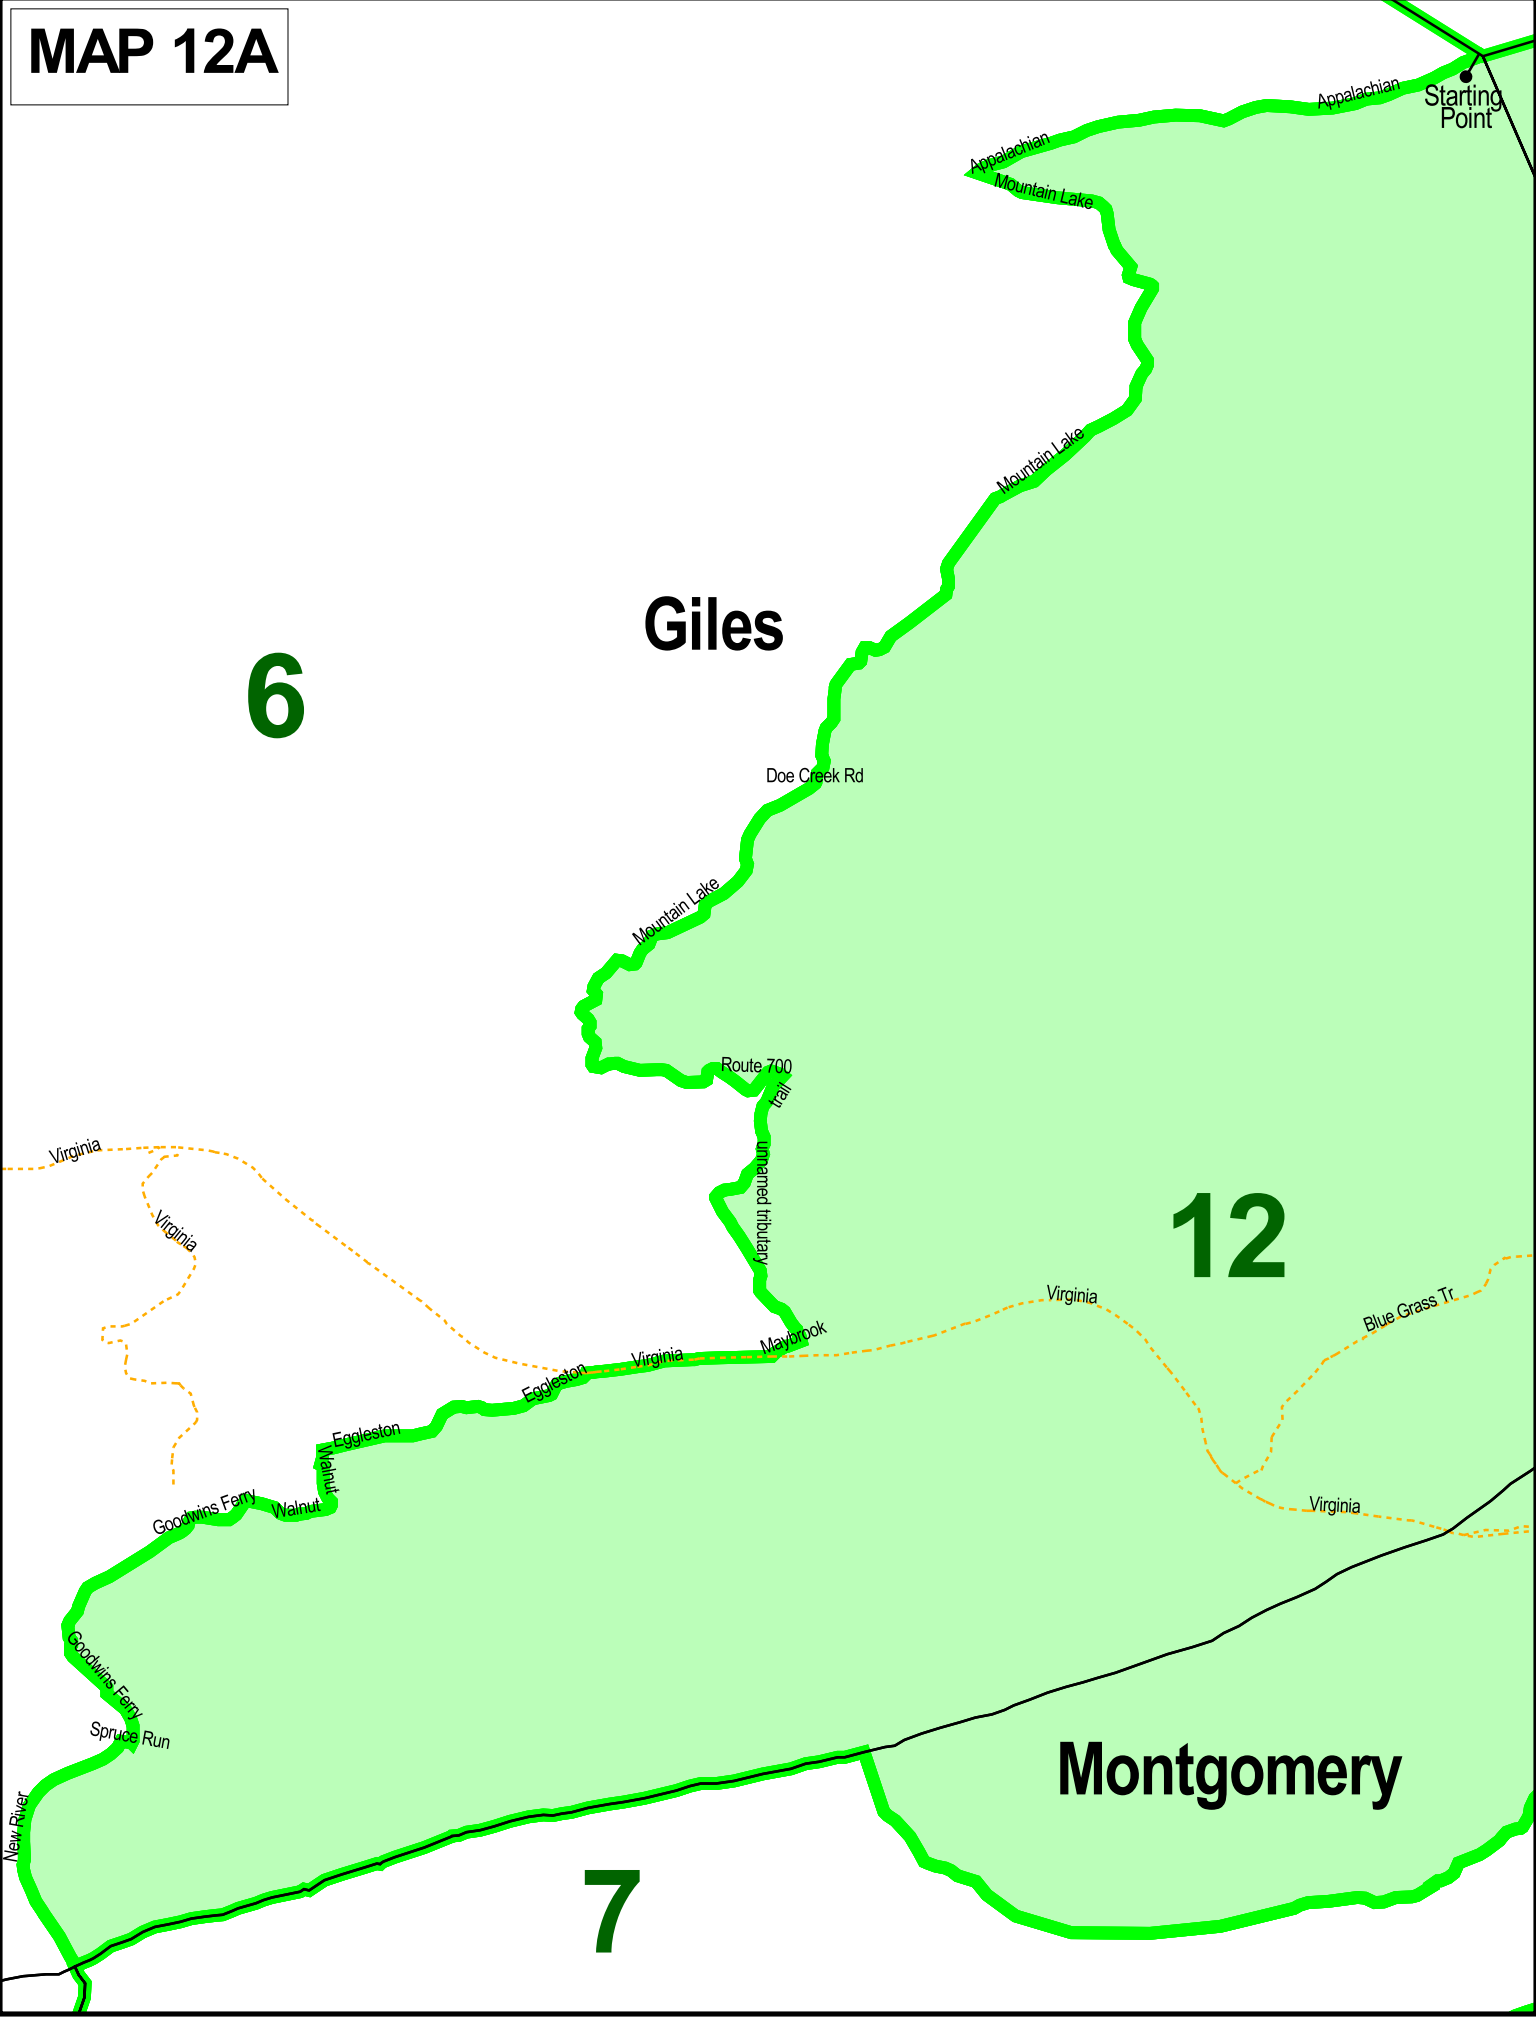 MAP 12A
Appalachian
Starting
Point
Appalachian
Mountain Lake
Mountain Lake
Giles
6
Doe Creek Rd
Mountain Lake
Route 700
trail
Virginia
unnamed tributary
Virginia
12
Virginia
Blue Grass Tr
Maybrook
Virginia
Eggleston
Eggleston
Walnut
Goodwins Ferry
Walnut
Virginia
Goodwins Ferry
Spruce Run
Montgomery
New River
7